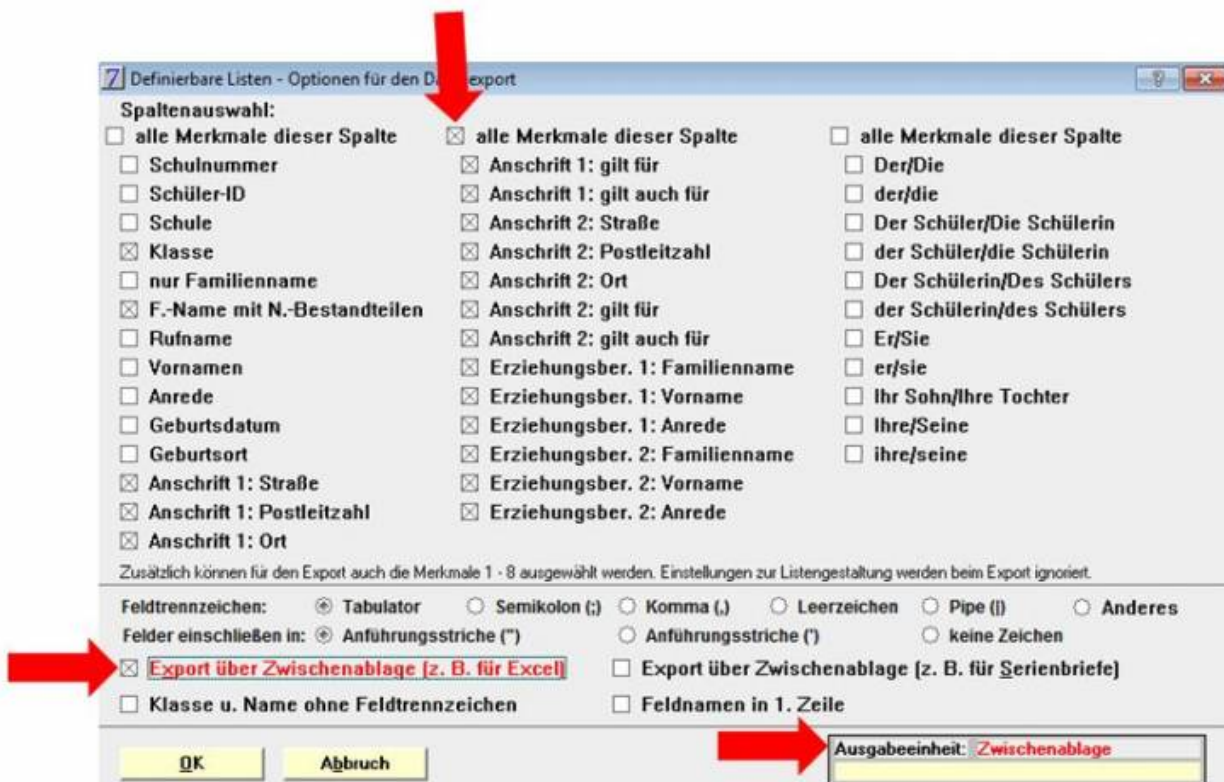 7 Definierbare Listen - Optionen für den Da export
Spaltenauswahl:
alle Merkmale dieser Spalte
Schulnummer
Schüler-ID
Schule
Klasse
nur Familienname
F.-Name mit N.-Bestandteilen
Rufname
Vornamen
Anrede
Geburtsdatum
Geburtsort
Anschrift 1: Straße
Anschrift 1: Postleitzahl
Anschrift 1: Ort
alle Merkmale dieser Spalte
Anschrift 1: gilt für
Anschrift 1: gilt auch für
Anschrift 2: Straße
Anschrift 2: Postleitzahl
Anschrift 2: Ort
Anschrift 2: gilt für
Anschrift 2: gilt auch für
Erziehungsber. 1: Familienname
Erziehungsber. 1: Vorname
Erziehungsber. 1: Anrede
Erziehungsber. 2: Familienname
Erziehungsber. 2: Vorname
Erziehungsber. 2: Anrede
alle Merkmale dieser Spalte
Der/Die
der/die
Der Schüler/Die Schülerin
der Schüler/die Schülerin
Der Schülerin/Des Schülers
der Schülerin/des Schülers
Er/Sie
er/sie
Ihr Sohn/Ihre Tochter
Ihre/Seine
ihre/seine
Zusätzlich können für den Export auch die Merkmale 1 - 8 ausgewählt werden. Einstellungen zur Listengestaltung werden beim Export ignoriert.
Feldtrennzeichen: Tabulator Semikolon (;) Komma (,) Leerzeichen Pipe (|) Anderes
Felder einschließen in: Anführungsstriche (") Anführungsstriche (') keine Zeichen
Export über Zwischenablage (z. B. für Excel) Export über Zwischenablage (z. B. für Serienbriefe)
Klasse u. Name ohne Feldtrennzeichen Feldnamen in 1. Zeile
OK Abbruch Ausgabeeinheit: Zwischenablage